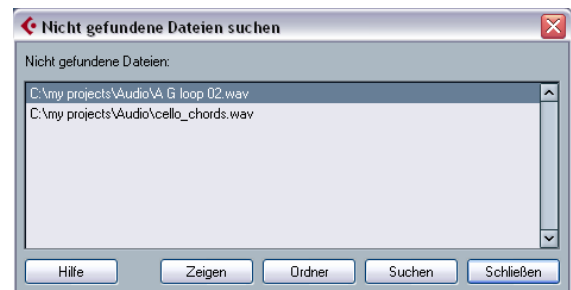 Nicht gefundene Dateien suchen
Nicht gefundene Dateien:
C:\my projects\Audio\A G loop 02.wav
C:\my projects\Audio\cello_chords.wav
Hilfe Zeigen Ordner Suchen Schließen